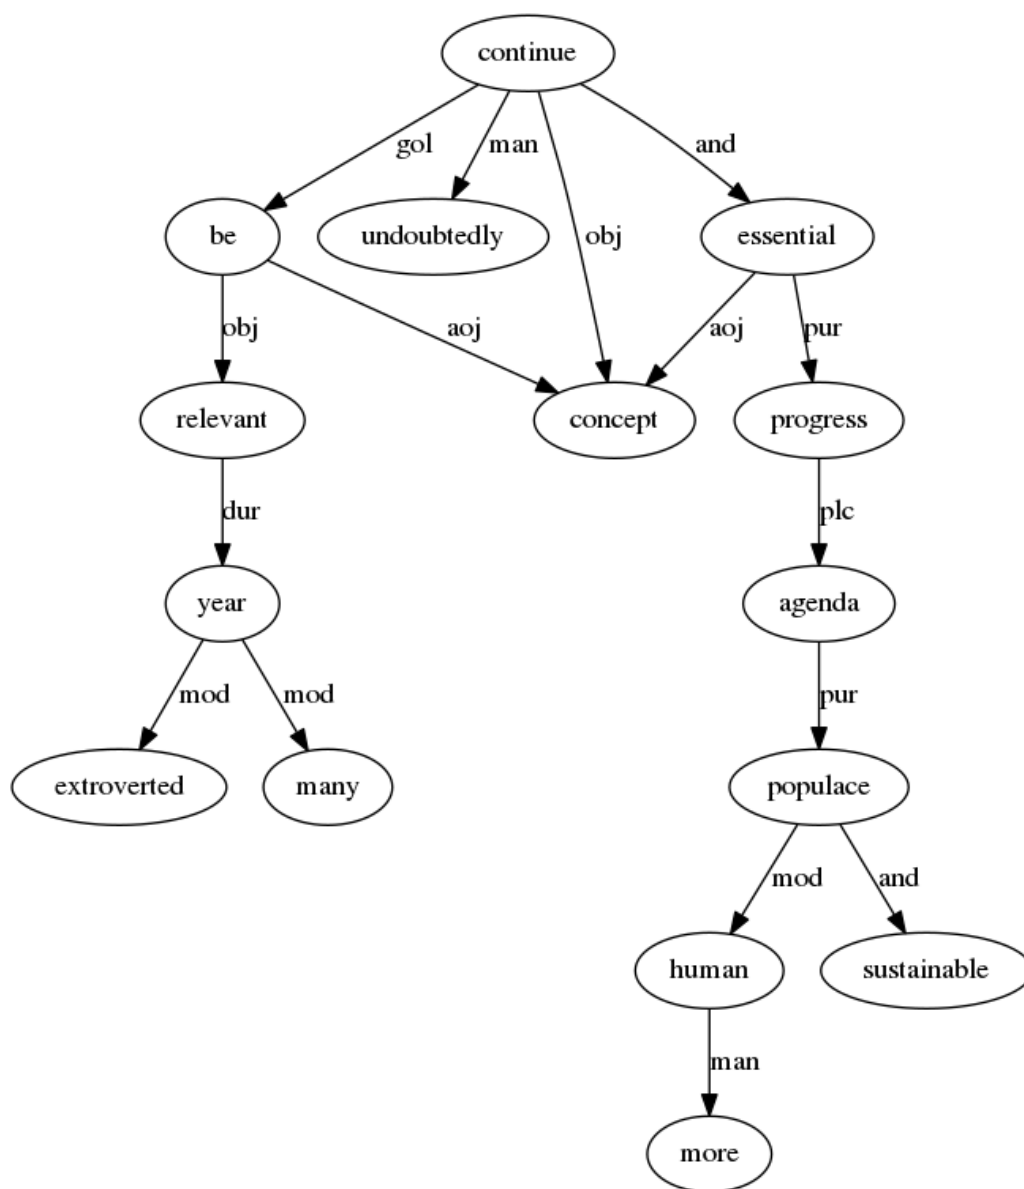 continue
gol
man
and
be
undoubtedly
obj
essential
obj
aoj
aoj
pur
relevant
concept
progress
dur
plc
year
agenda
mod
mod
pur
extroverted
many
populace
mod
and
human
sustainable
man
more